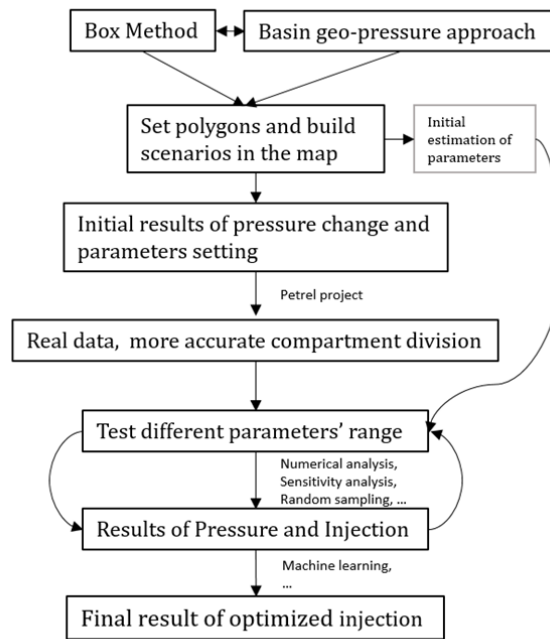 Box Method
Basin geo-pressure approach
Set polygons and build
scenarios in the map
Initial
estimation of
parameters
Initial results of pressure change and
parameters setting
Petrel project
Real data, more accurate compartment division
Test different parameters’ range
Numerical analysis,
Sensitivity analysis,
Random sampling, ...
Results of Pressure and Injection
Machine learning,
...
Final result of optimized injection